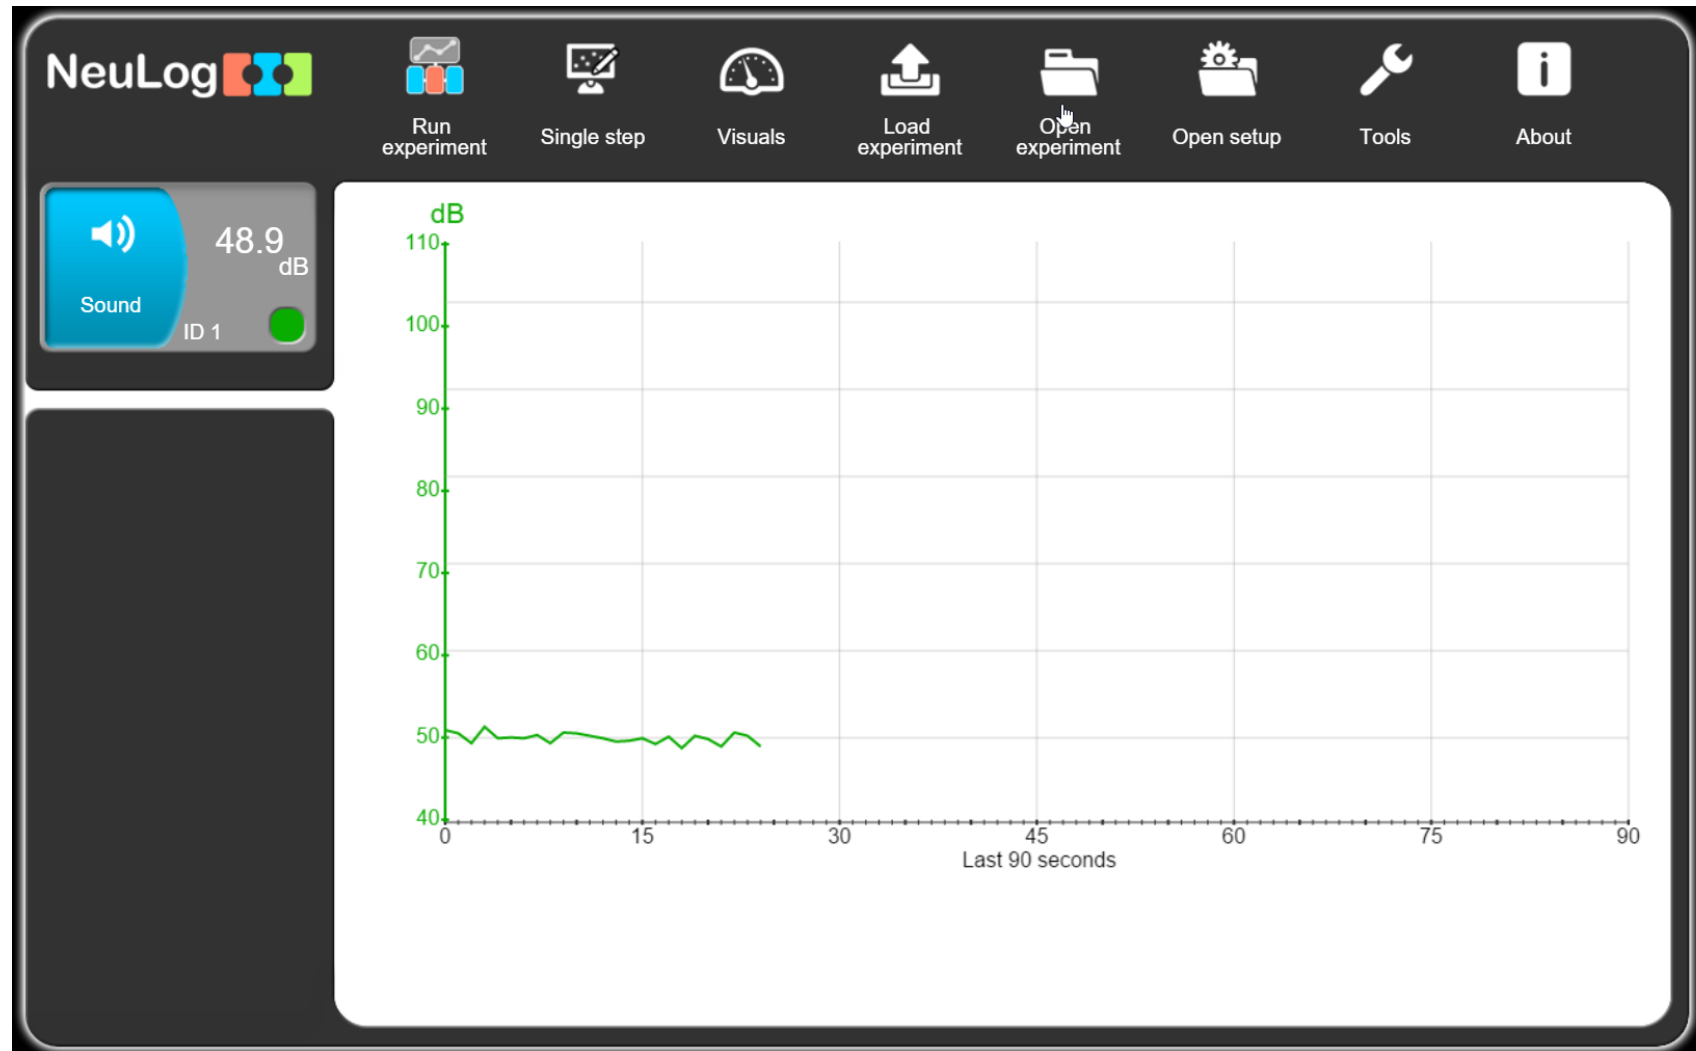 NeuLog
Run
experiment
Single step
Visuals
Load
experiment
Open
experiment
Open setup
Tools
About
48.9
dB
Sound
ID 1
dB
110
100
90
80
70
60
50
40
0 15 30 45 60 75 90
Last 90 seconds